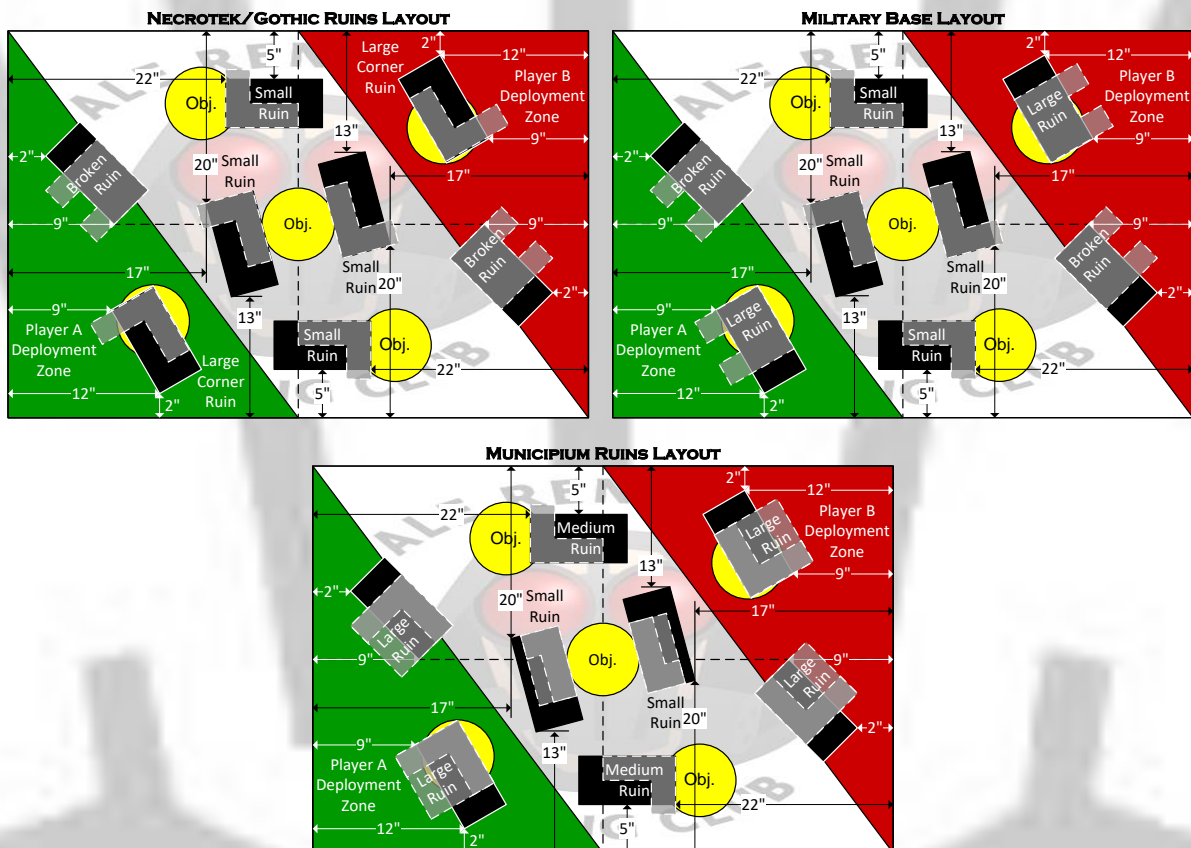 NECROTEK/GOTHIC RUINS LAYOUT
5"
22"
Obj.
Small
Ruin
Large
Corner
Ruin
2"
12"
Player B
Deployment
Zone
9"
13"
20"
Small
Ruin
17"
2"
Broken
Ruin
9"
Obj.
9"
Broken
Ruin
17"
Small
Ruin
20"
2"
9"
13"
Player A
Deployment
Zone
Large
Corner
Ruin
Small
Ruin
Obj.
12"
2"
5"
22"
MILITARY BASE LAYOUT
5"
22"
Obj.
Small
Ruin
2"
12"
Large
Ruin
Player B
Deployment
Zone
9"
13"
20"
Small
Ruin
17"
2"
Broken
Ruin
9"
Obj.
9"
Broken
Ruin
17"
Small
Ruin
20"
2"
9"
13"
Player A
Deployment
Zone
Large
Ruin
Small
Ruin
Obj.
12"
2"
5"
22"
MUNICIPIUM RUINS LAYOUT
5"
22"
Obj.
Medium
Ruin
2"
12"
Large
Ruin
Player B
Deployment
Zone
9"
13"
20"
Small
Ruin
17"
2"
Large
Ruin
9"
Obj.
9"
Large
Ruin
17"
Small
Ruin
20"
2"
9"
13"
Player A
Deployment
Zone
Large
Ruin
Medium
Ruin
Obj.
12"
2"
5"
22"